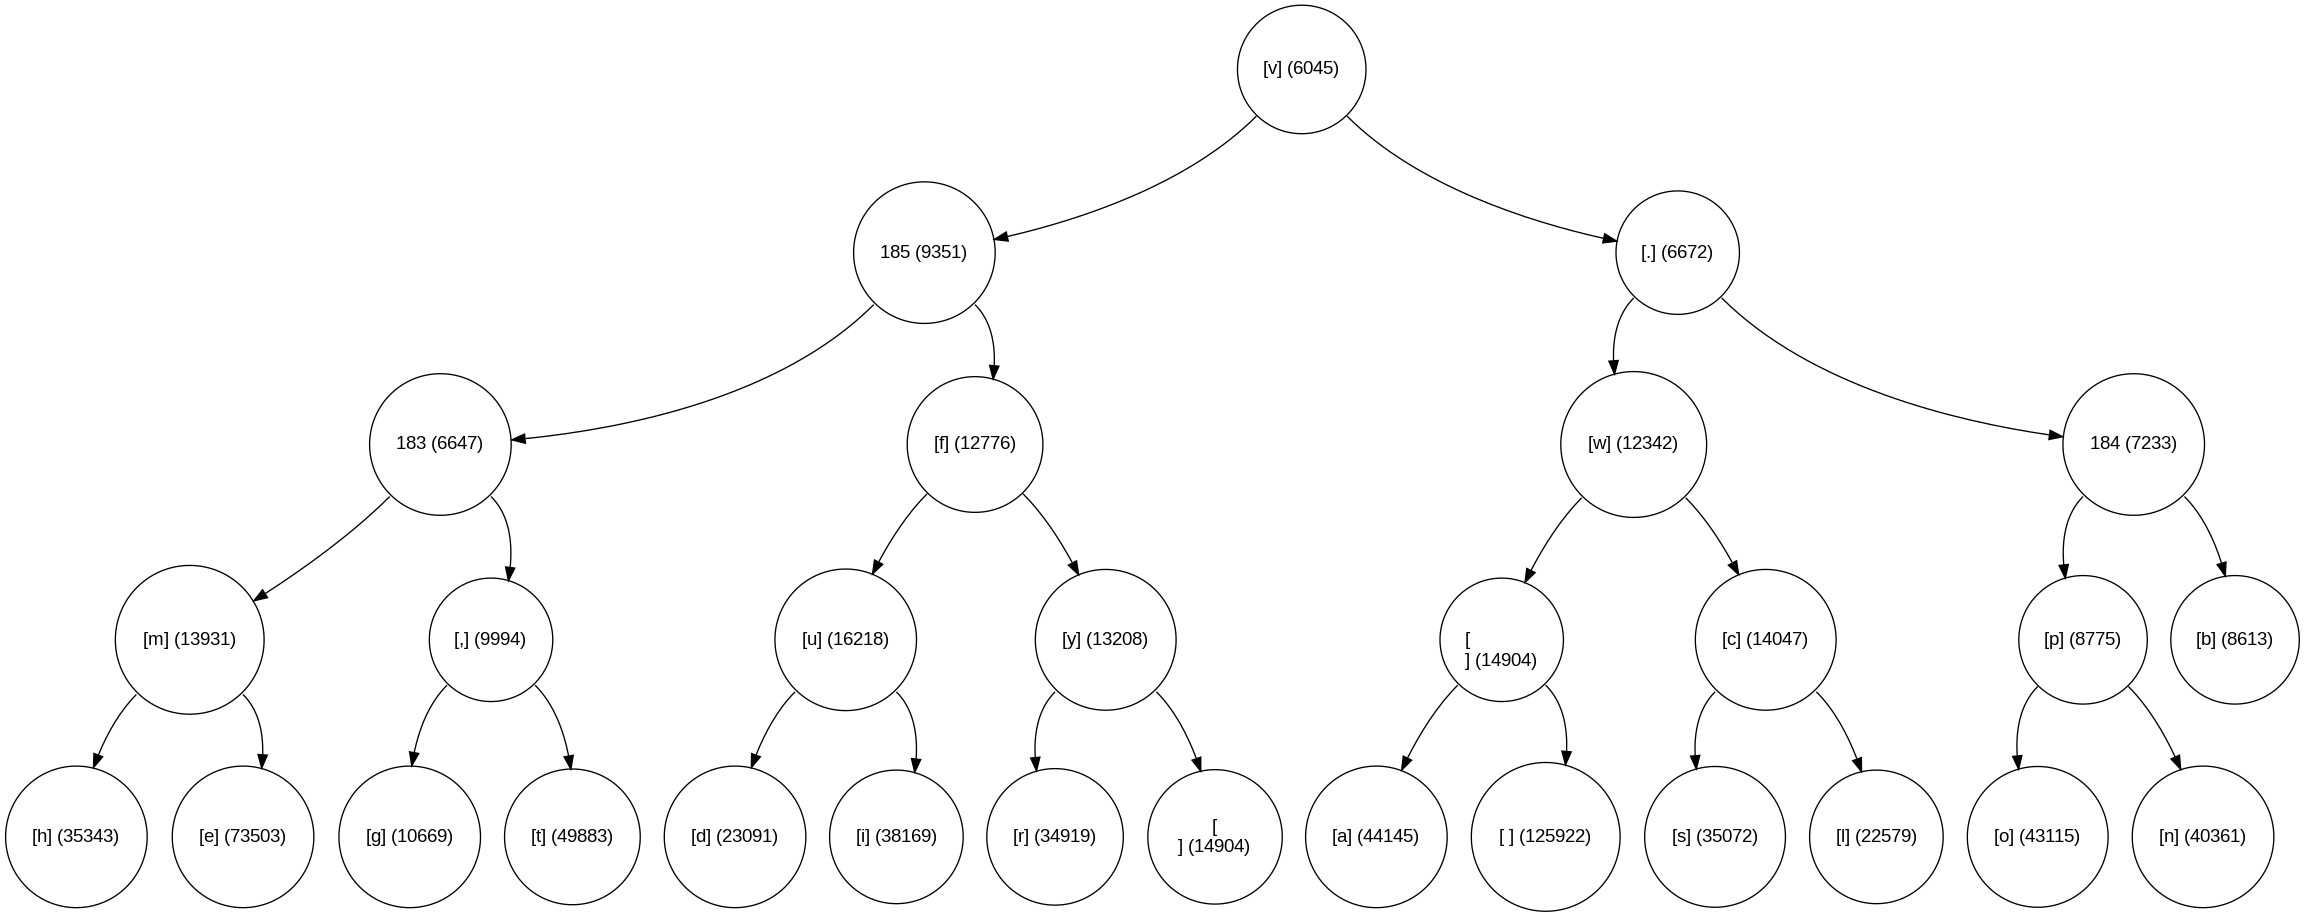 [v] (6045)
185 (9351)
[.] (6672)
183 (6647)
[f] (12776)
[w] (12342)
184 (7233)
[m] (13931)
[,] (9994)
[u] (16218)
[y] (13208)
[
] (14904)
[c] (14047)
[p] (8775)
[b] (8613)
[h] (35343)
[e] (73503)
[g] (10669)
[t] (49883)
[d] (23091)
[i] (38169)
[r] (34919)
[
] (14904)
[a] (44145)
[ ] (125922)
[s] (35072)
[l] (22579)
[o] (43115)
[n] (40361)